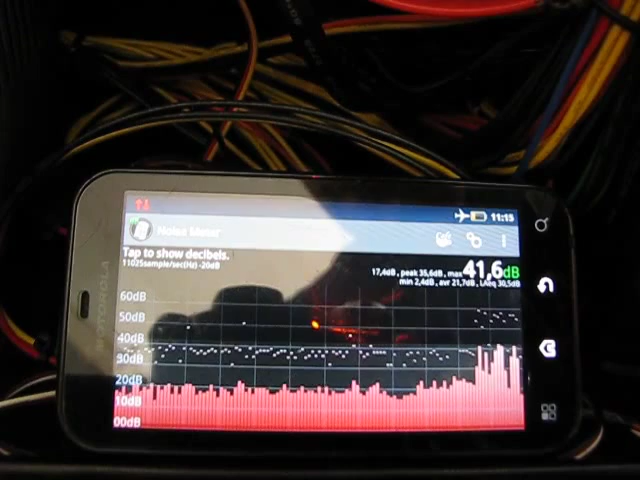 11:15
Noise Meter
Tap to show decibels.
11025sample/sec(Hz) -20dB
17,4dB , peak 35,6dB , max 41,6dB
min 2,4dB , avr 21,7dB , LAeq 30,5dB
60dB
50dB
40dB
30dB
20dB
10dB
00dB
MOTOROLA